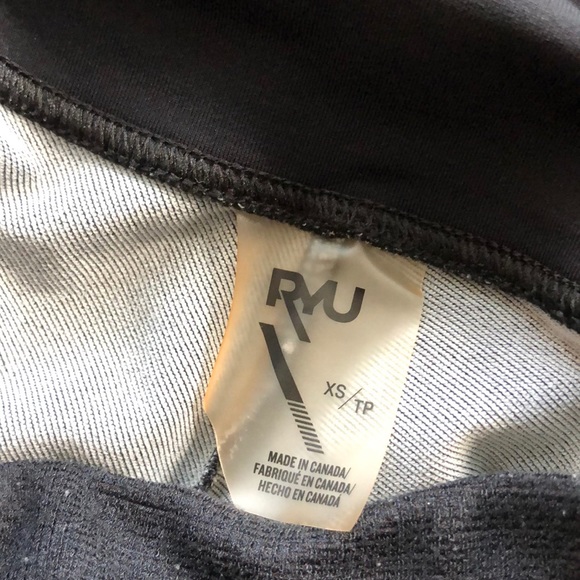 RYU
XS/TP
MADE IN CANADA/
FABRIQUÉ EN CANADA/
HECHO EN CANADÁ